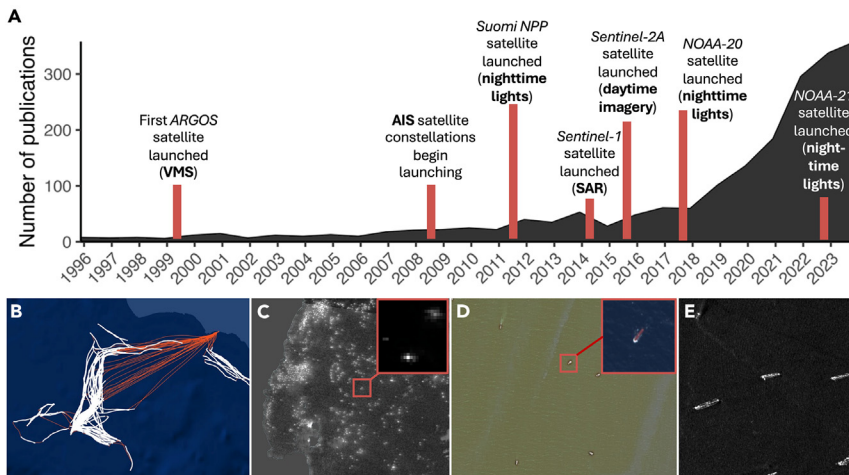 A
Number of publications
300
200
100
0
First ARGOS
satellite
launched
(VMS)
AIS satellite
constellations
begin
launching
Suomi NPP
satellite
launched
(nighttime
lights)
Sentinel-1
satellite
launched
(SAR)
Sentinel-2A
satellite
launched
(daytime
imagery)
NOAA-20
satellite
launched
(nighttime
lights)
NOAA-21
satellite
launched
(night-
time
lights)
1996
1997
1998
1999
2000
2001
2002
2003
2004
2005
2006
2007
2008
2009
2010
2011
2012
2013
2014
2015
2016
2017
2018
2019
2020
2021
2022
2023
B
C
D
E